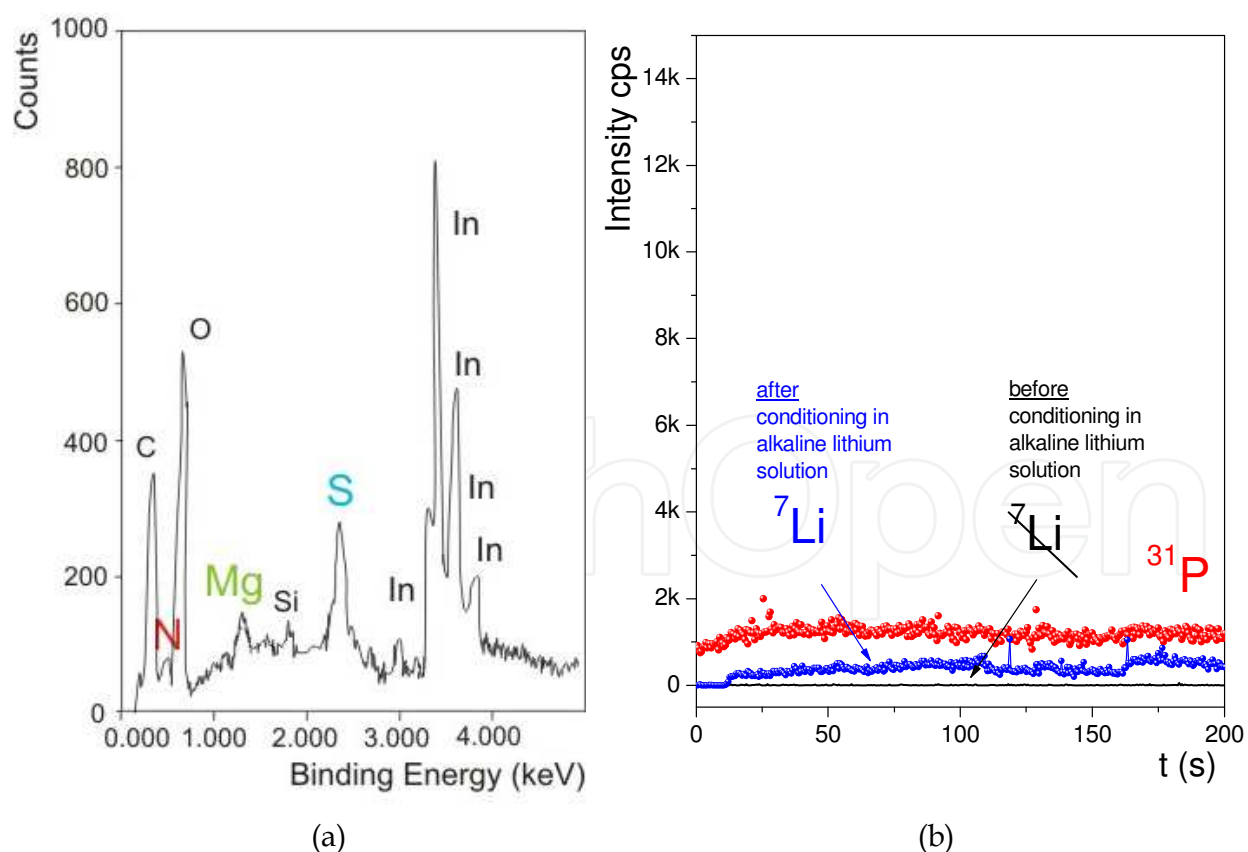 Counts
1000
800
600
400
200
0
0.000 1.000 2.000 3.000 4.000
Binding Energy (keV)
C
N
O
Mg
Si
S
In
In
In
In
In
(a)
Intensity cps
14k
12k
10k
8k
6k
4k
2k
0
0 50 100 150 200
t (s)
after
conditioning in
alkaline lithium
solution
⁷Li
before
conditioning in
alkaline lithium
solution
⁷Li
³¹P
hOpen
(b)